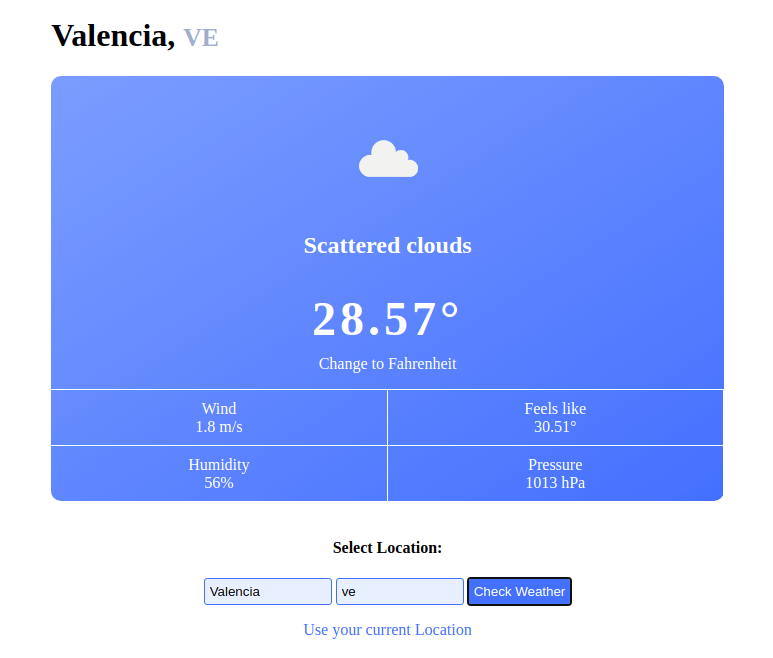 Valencia, VE
Scattered clouds
28.57°
Change to Fahrenheit
Wind
1.8 m/s
Feels like
30.51°
Humidity
56%
Pressure
1013 hPa
Select Location:
Valencia ve Check Weather
Use your current Location